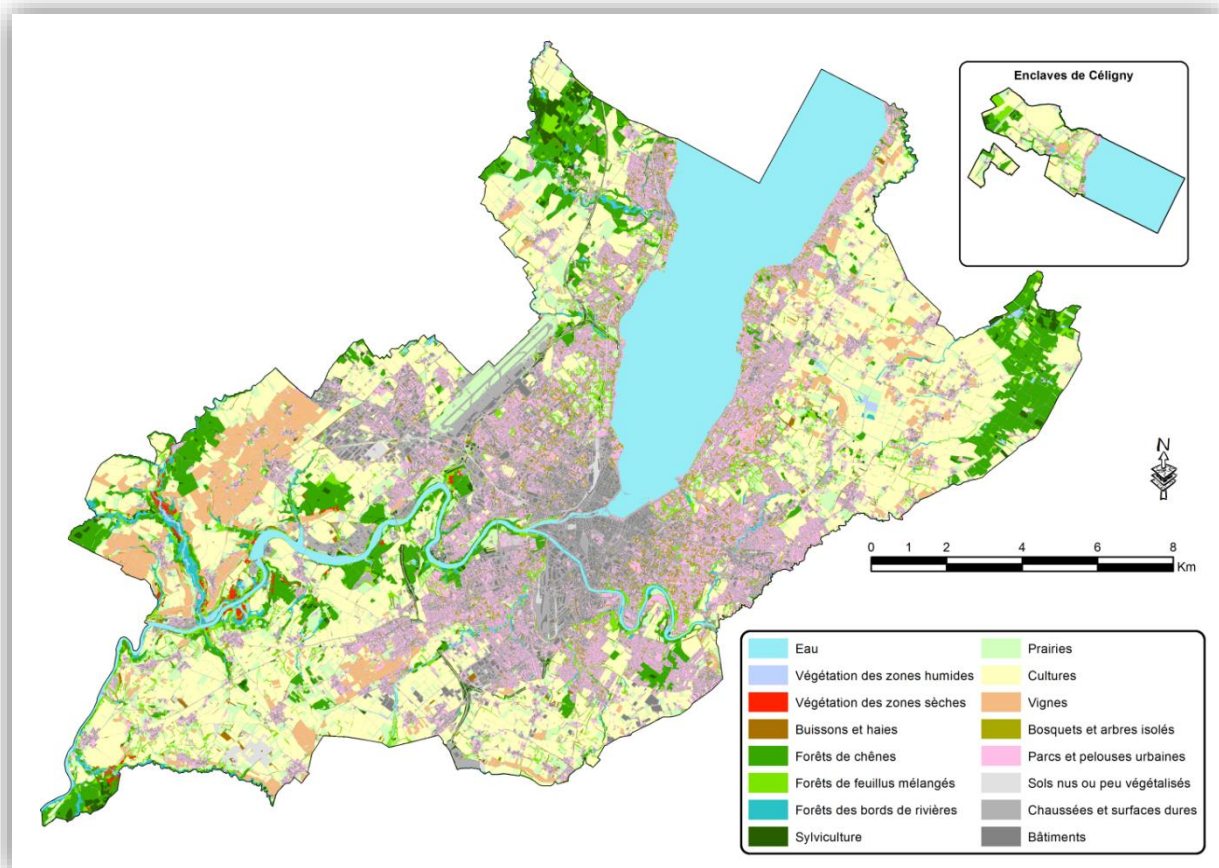 Enclaves de Céligny
N
0 1 2 4 6 8
Km
Eau
Végétation des zones humides
Végétation des zones sèches
Buissons et haies
Forêts de chênes
Forêts de feuillus mélangés
Forêts des bords de rivières
Sylviculture
Prairies
Cultures
Vignes
Bosquets et arbres isolés
Parcs et pelouses urbaines
Sols nus ou peu végétalisés
Chaussées et surfaces dures
Bâtiments